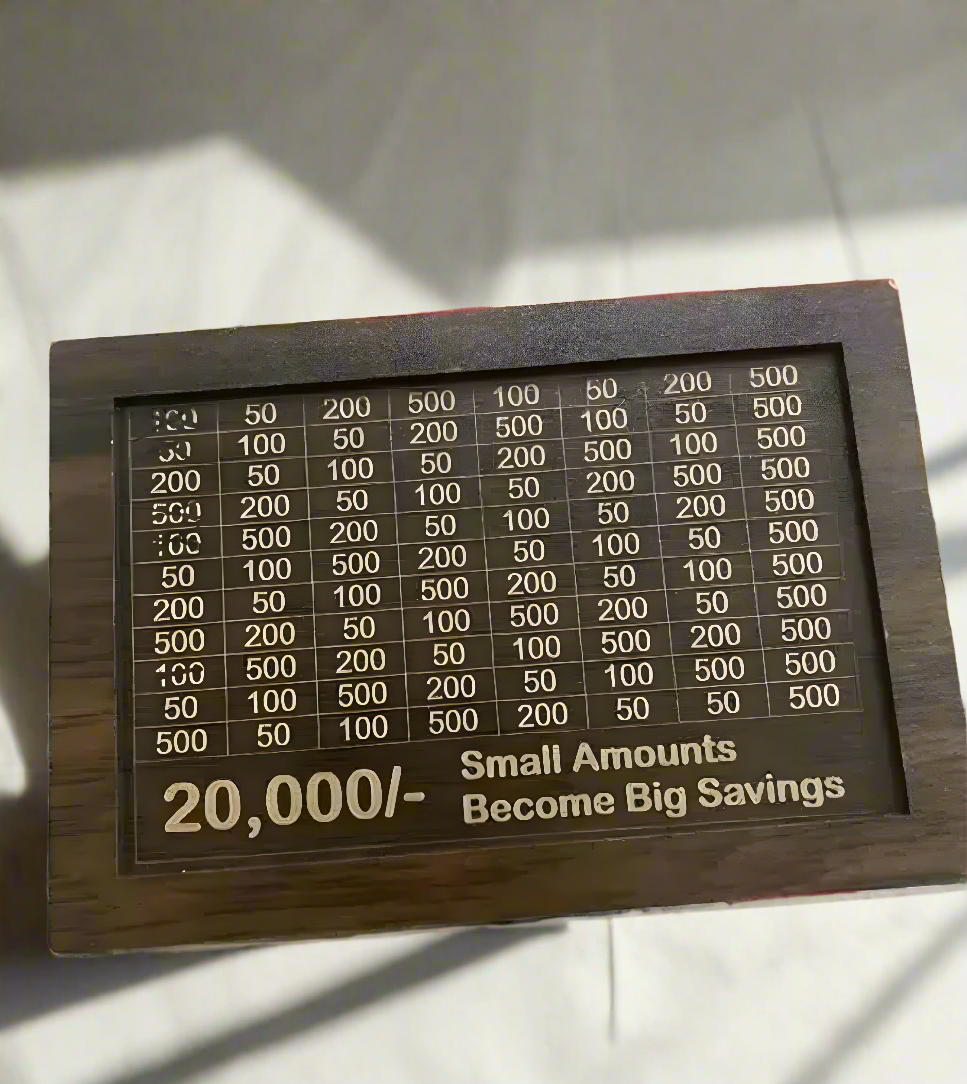 100 50 200 500 100 50 200 500
50 100 50 200 500 100 50 500
200 50 100 50 200 500 100 500
500 200 50 100 50 200 500 500
100 500 200 50 100 50 200 500
50 100 500 200 50 100 50 500
200 50 100 500 200 50 100 500
500 200 50 100 500 200 50 500
100 500 200 50 100 500 200 500
50 100 500 200 50 100 500 500
500 50 100 500 200 50 50 500
20,000/-
Small Amounts
Become Big Savings